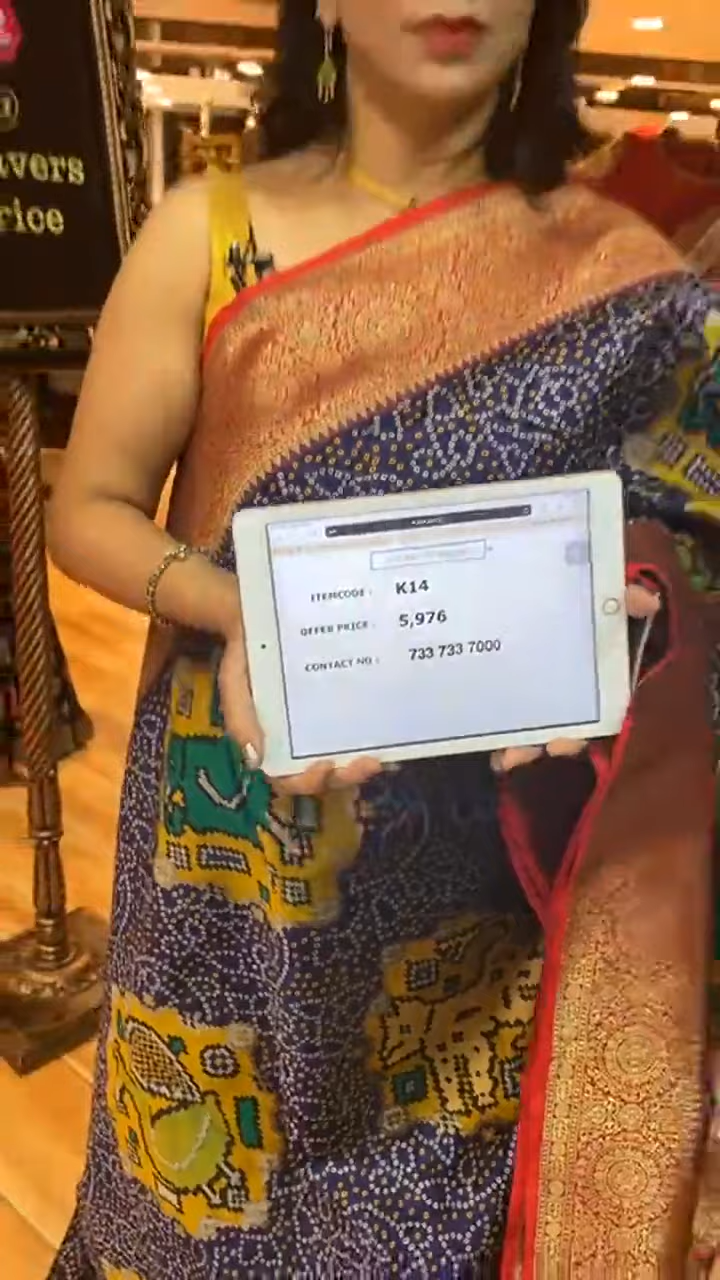 avers
rice
ITEMCODE : K14
OFFER PRICE : 5,976
CONTACT NO : 733 733 7000